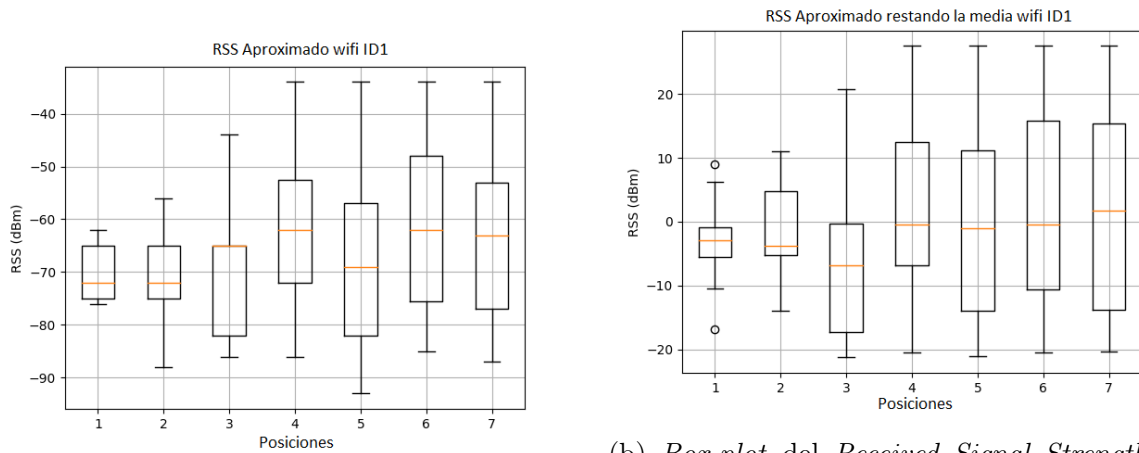 RSS Aproximado wifi ID1
RSS (dBm)
−40
−50
−60
−70
−80
−90
1 2 3 4 5 6 7
Posiciones
RSS Aproximado restando la media wifi ID1
RSS (dBm)
20
10
0
−10
−20
1 2 3 4 5 6 7
Posiciones
(b) Box-plot del Received Signal Strength